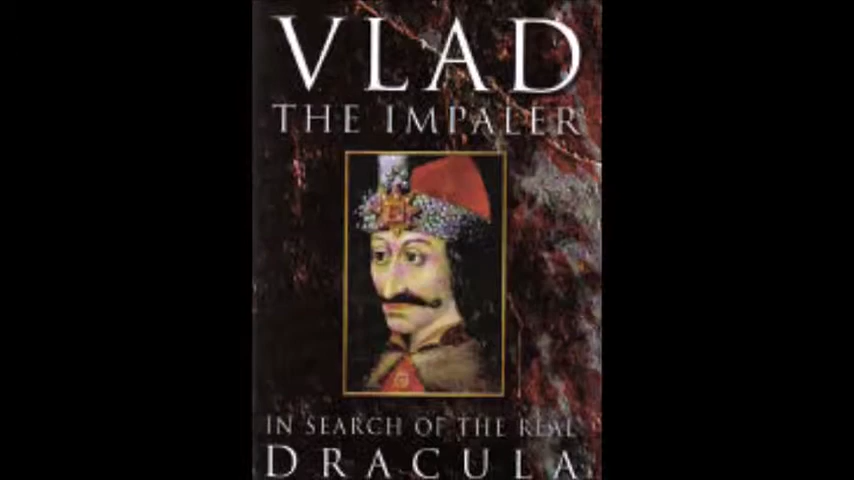 VLAD
THE IMPALER
IN SEARCH OF THE REAL
DRACULA